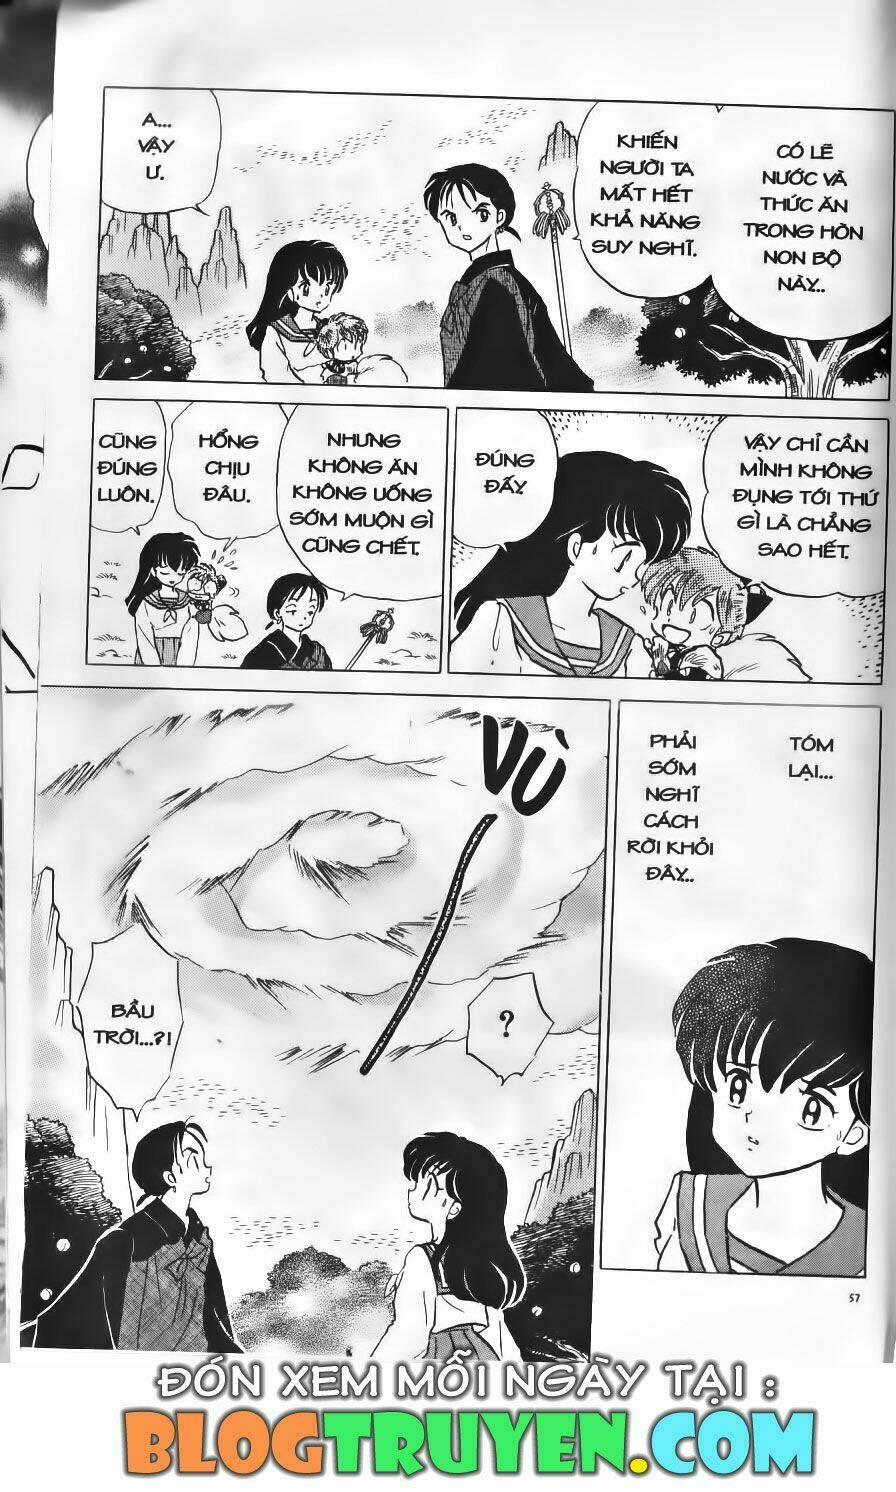 CÓ LẼ
NƯỚC VÀ
THỨC ĂN
TRONG HÒN
NON BỘ
NÀY...
KHIẾN
NGƯỜI TA
MẤT HẾT
KHẢ NĂNG
SUY NGHĨ.
A...
VẬY
Ư.
VẬY CHỈ CẦN
MÌNH KHÔNG
ĐỤNG TỚI THỨ
GÌ LÀ CHẲNG
SAO HẾT.
ĐÚNG
ĐẤY.
NHƯNG
KHÔNG ĂN
KHÔNG UỐNG
SỚM MUỘN GÌ
CŨNG CHẾT.
HỔNG
CHỊU
ĐÂU.
CŨNG
ĐÚNG
LUÔN.
TÓM
LẠI...
PHẢI
SỚM
NGHĨ
CÁCH
RỜI KHỎI
ĐÂY...
VÙ
?
BẦU
TRỜI...?!
57
ĐÓN XEM MỖI NGÀY TẠI :
BLOGTRUYEN.COM